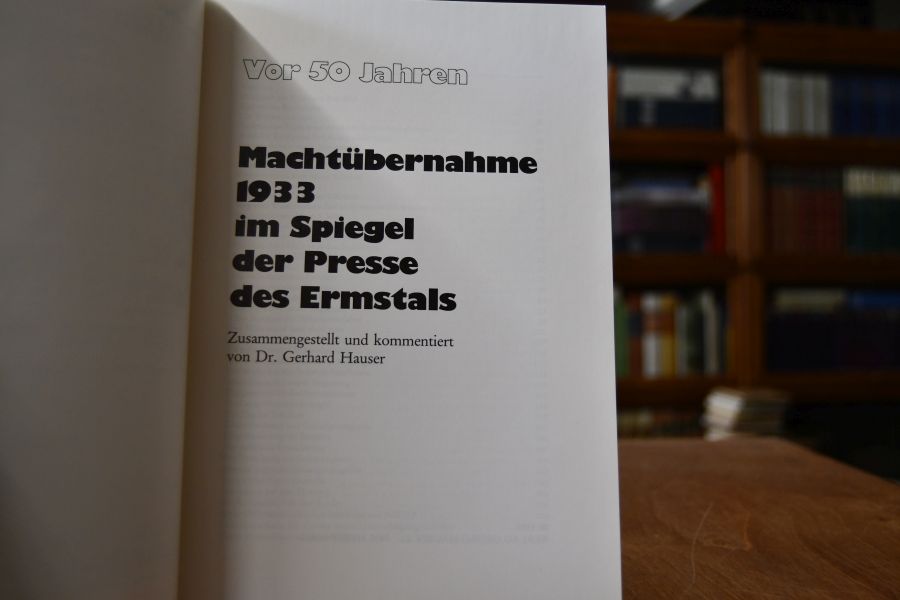 Vor 50 Jahren
Machtübernahme
1933
im Spiegel
der Presse
des Ermstals
Zusammengestellt und kommentiert
von Dr. Gerhard Hauser